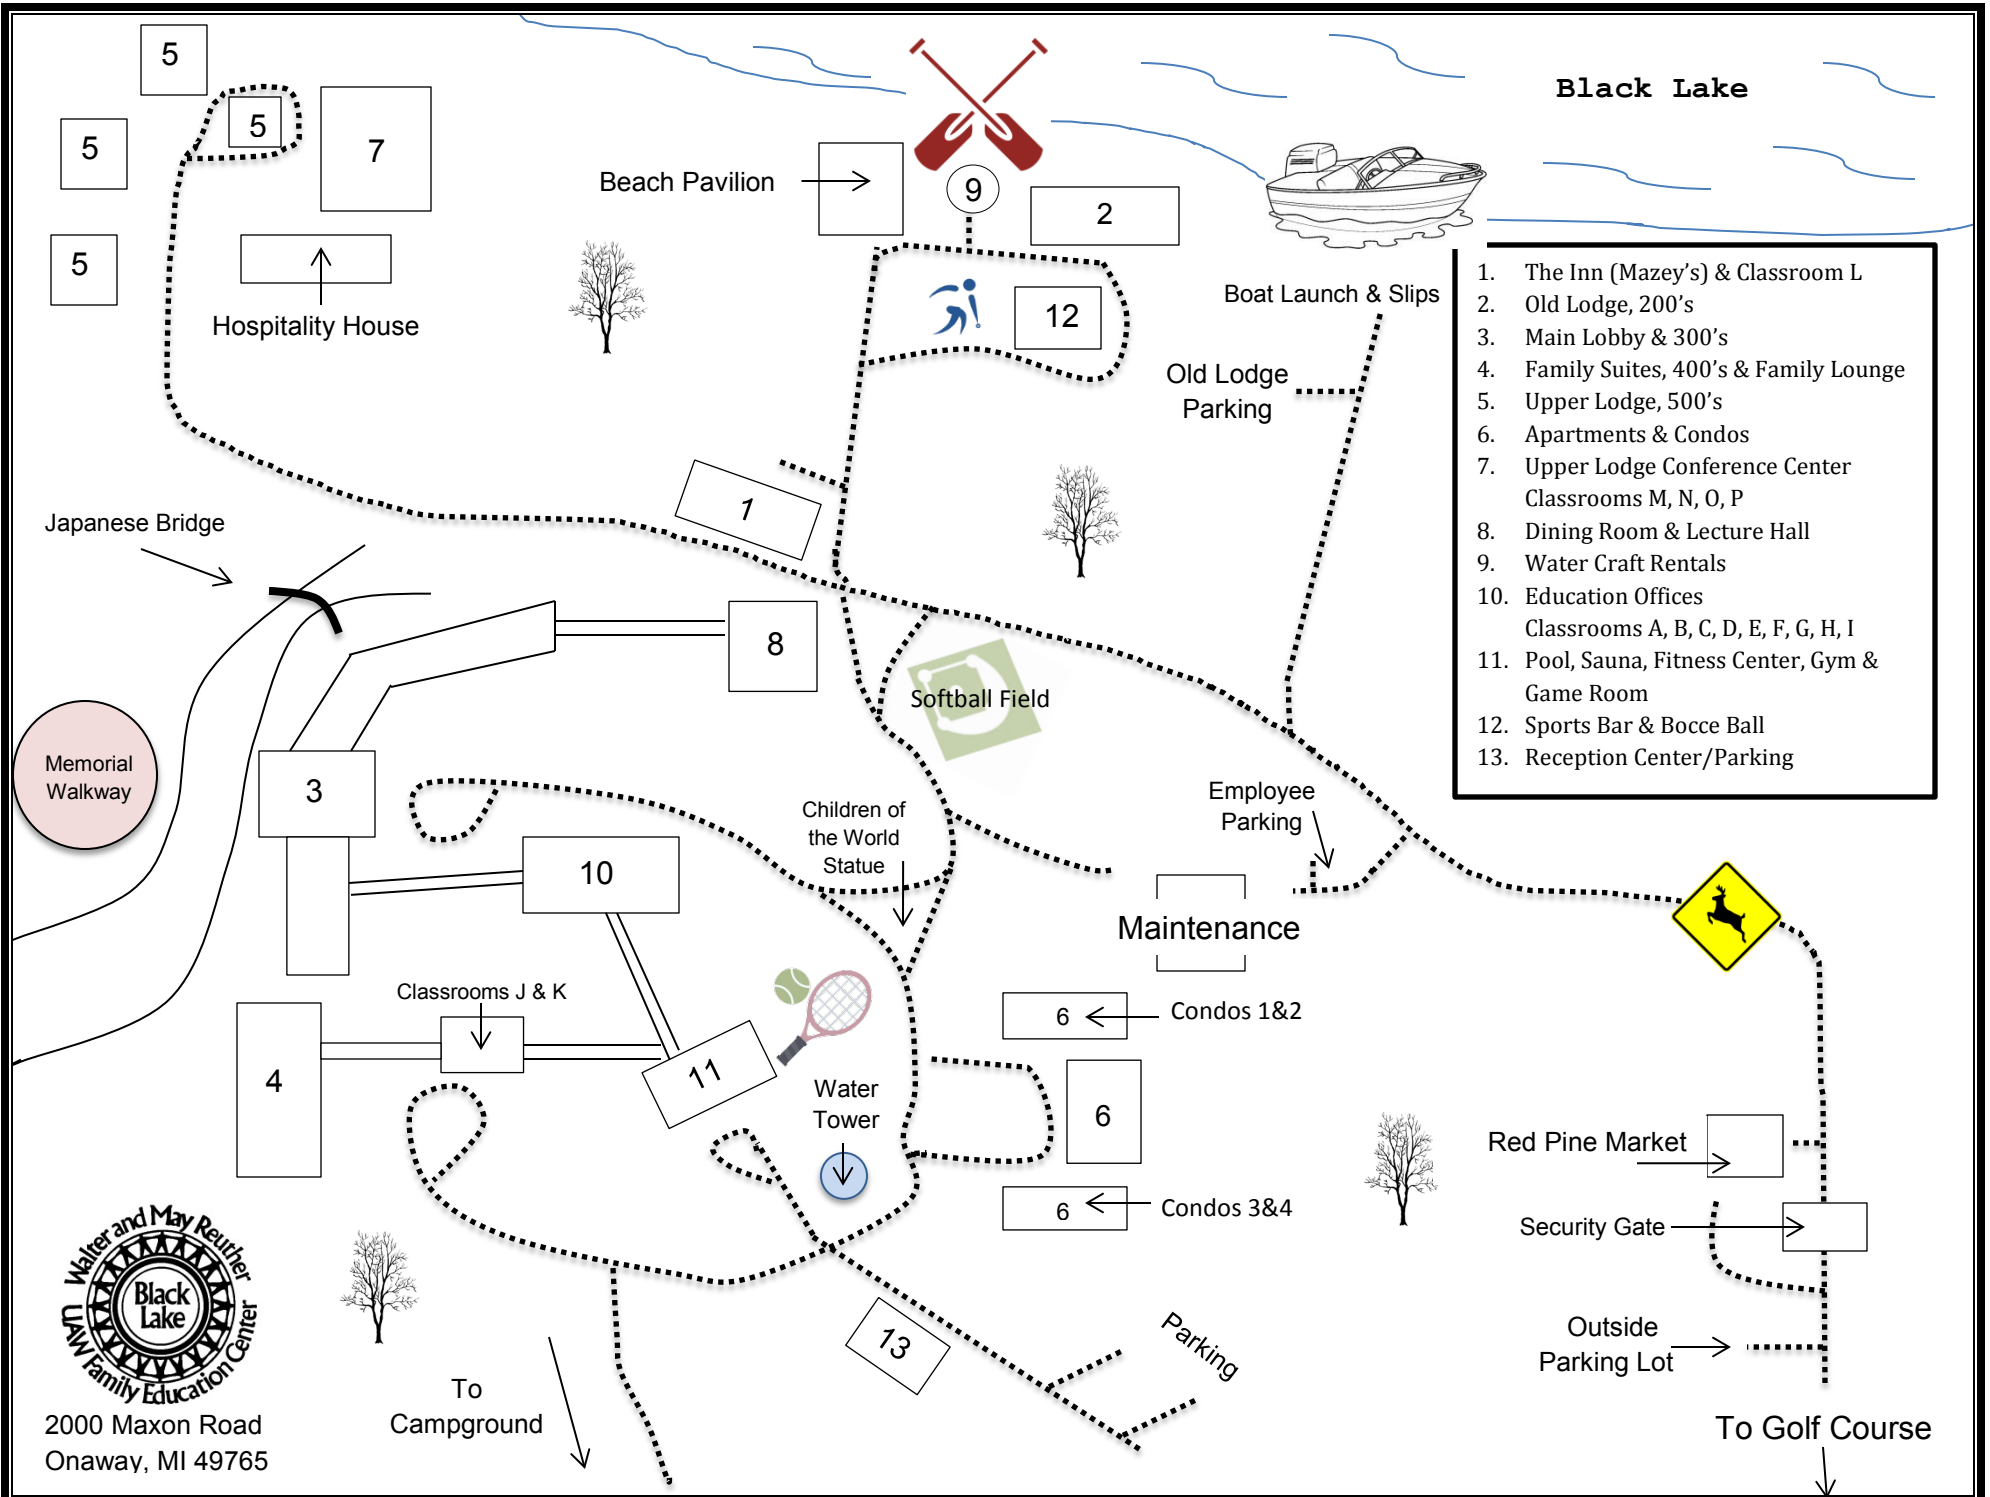 Black Lake
5
5
5
5
7
Hospitality House
Beach Pavilion
9
2
12
Boat Launch & Slips
Old Lodge
Parking
1. The Inn (Mazey's) & Classroom L
2. Old Lodge, 200's
3. Main Lobby & 300's
4. Family Suites, 400's & Family Lounge
5. Upper Lodge, 500's
6. Apartments & Condos
7. Upper Lodge Conference Center
Classrooms M, N, O, P
8. Dining Room & Lecture Hall
9. Water Craft Rentals
10. Education Offices
Classrooms A, B, C, D, E, F, G, H, I
11. Pool, Sauna, Fitness Center, Gym &
Game Room
12. Sports Bar & Bocce Ball
13. Reception Center/Parking
1
Japanese Bridge
8
Softball Field
Memorial
Walkway
3
Children of
the World
Statue
Employee
Parking
10
Maintenance
Classrooms J & K
4
11
Water
Tower
6
Condos 1&2
6
6
Condos 3&4
Red Pine Market
Security Gate
Outside
Parking Lot
To Golf Course
13
Parking
To
Campground
Walter and May Reuther
Black
Lake
UAW Family Education Center
2000 Maxon Road
Onaway, MI 49765